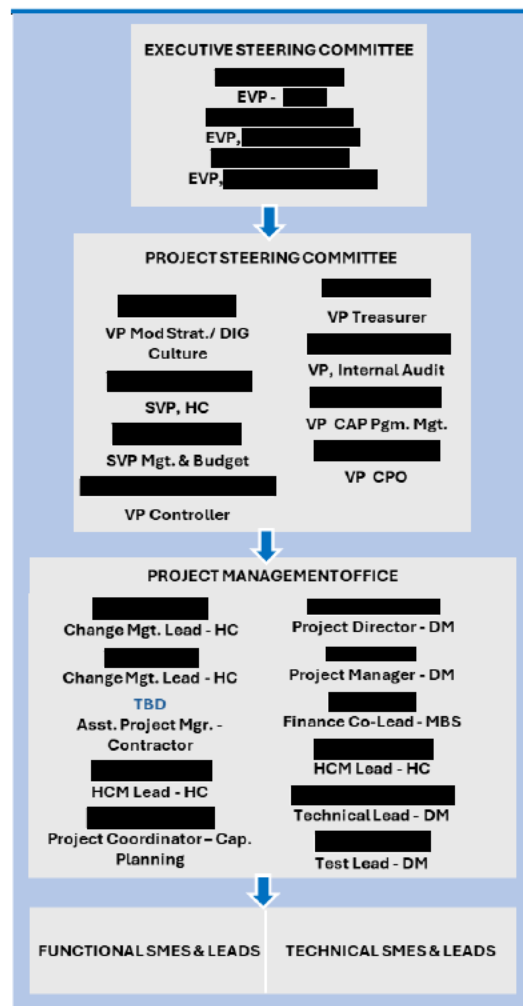 EXECUTIVE STEERING COMMITTEE
EVP -
EVP,
EVP,
PROJECT STEERING COMMITTEE
VP Mod Strat./ DIG
Culture
SVP, HC
SVP Mgt. & Budget
VP Controller
VP Treasurer
VP, Internal Audit
VP CAP Pgm. Mgt.
VP CPO
PROJECT MANAGEMENT OFFICE
Change Mgt. Lead - HC
Change Mgt. Lead - HC
TBD
Asst. Project Mgr. -
Contractor
HCM Lead - HC
Project Coordinator – Cap.
Planning
Project Director - DM
Project Manager - DM
Finance Co-Lead - MBS
HCM Lead - HC
Technical Lead - DM
Test Lead - DM
FUNCTIONAL SMES & LEADS
TECHNICAL SMES & LEADS